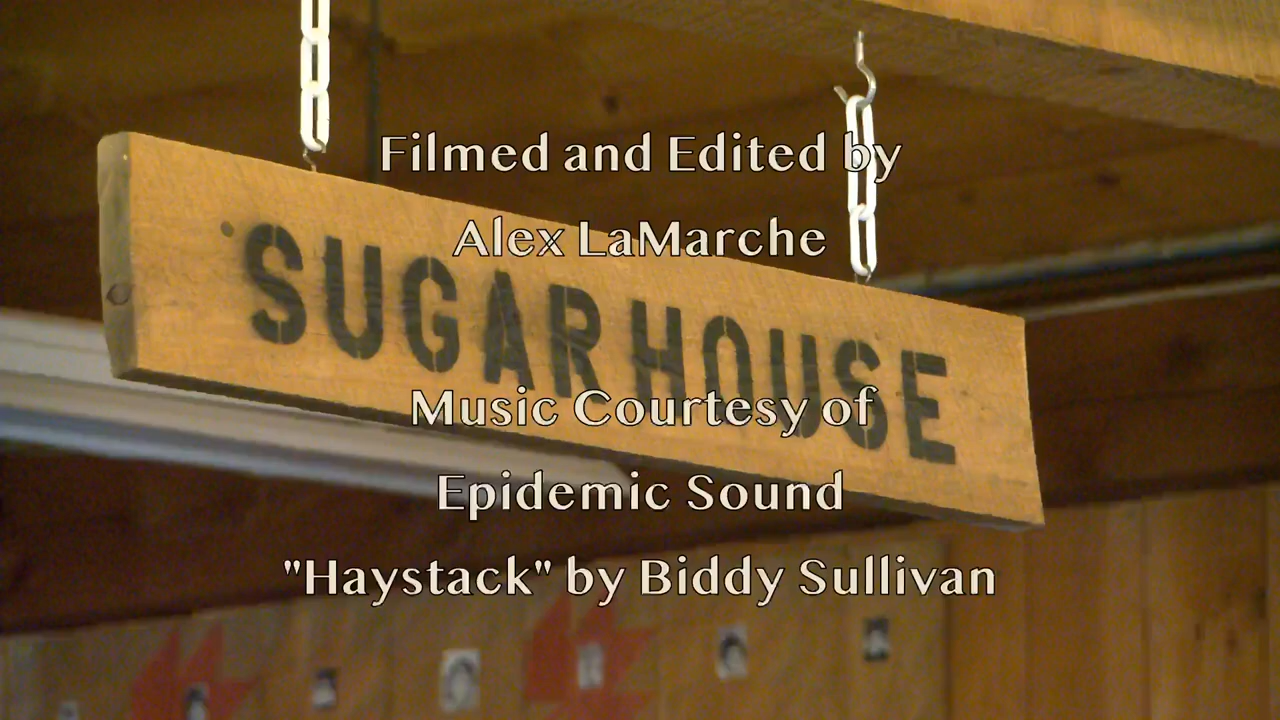 Filmed and Edited by
Alex LaMarche
SUGARHOUSE
Music Courtesy of
Epidemic Sound
"Haystack" by Biddy Sullivan